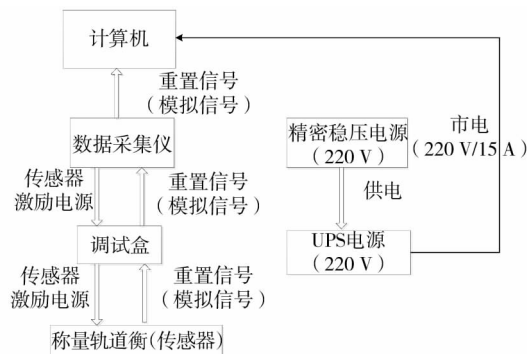 计算机
重置信号
（模拟信号）
数据采集仪
传感器
激励电源
重置信号
（模拟信号）
调试盒
传感器
激励电源
重置信号
（模拟信号）
称量轨道衡(传感器)
精密稳压电源
（220 V）
供电
UPS电源
（220 V）
市电
（220 V/15 A）